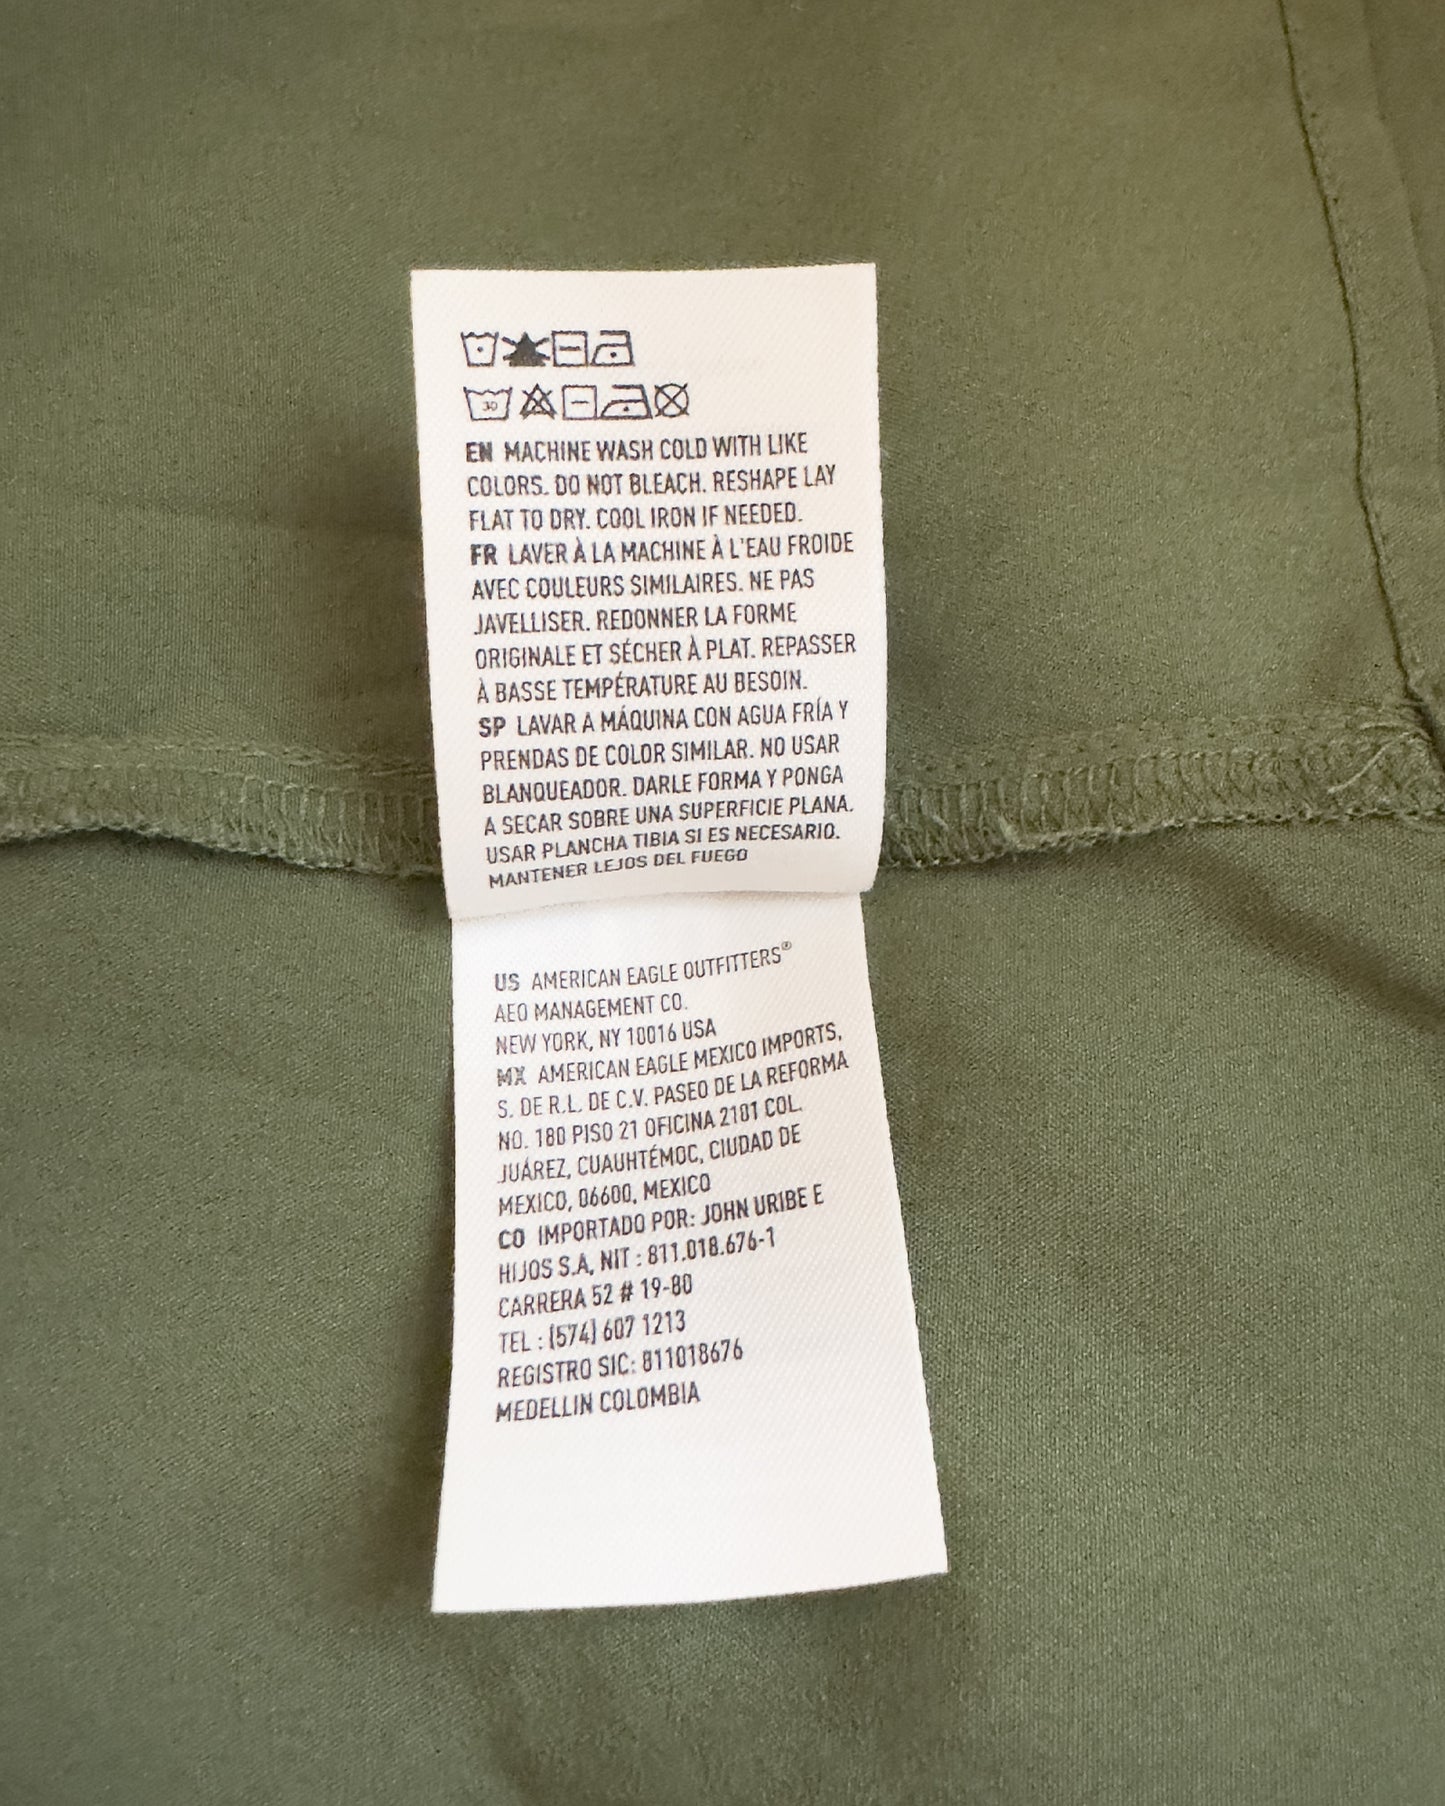 30
EN MACHINE WASH COLD WITH LIKE
COLORS. DO NOT BLEACH. RESHAPE LAY
FLAT TO DRY. COOL IRON IF NEEDED.
FR LAVER À LA MACHINE À L'EAU FROIDE
AVEC COULEURS SIMILAIRES. NE PAS
JAVELLISER. REDONNER LA FORME
ORIGINALE ET SÉCHER À PLAT. REPASSER
À BASSE TEMPÉRATURE AU BESOIN.
SP LAVAR A MÁQUINA CON AGUA FRÍA Y
PRENDAS DE COLOR SIMILAR. NO USAR
BLANQUEADOR. DARLE FORMA Y PONGA
A SECAR SOBRE UNA SUPERFICIE PLANA.
USAR PLANCHA TIBIA SI ES NECESARIO.
MANTENER LEJOS DEL FUEGO
US AMERICAN EAGLE OUTFITTERS®
AEO MANAGEMENT CO.
NEW YORK, NY 10016 USA
MX AMERICAN EAGLE MEXICO IMPORTS,
S. DE R.L. DE C.V. PASEO DE LA REFORMA
NO. 180 PISO 21 OFICINA 2101 COL.
JUÁREZ, CUAUHTÉMOC, CIUDAD DE
MEXICO, 06600, MEXICO
CO IMPORTADO POR: JOHN URIBE E
HIJOS S.A, NIT : 811.018.676-1
CARRERA 52 # 19-80
TEL : (574) 607 1213
REGISTRO SIC: 811018676
MEDELLIN COLOMBIA